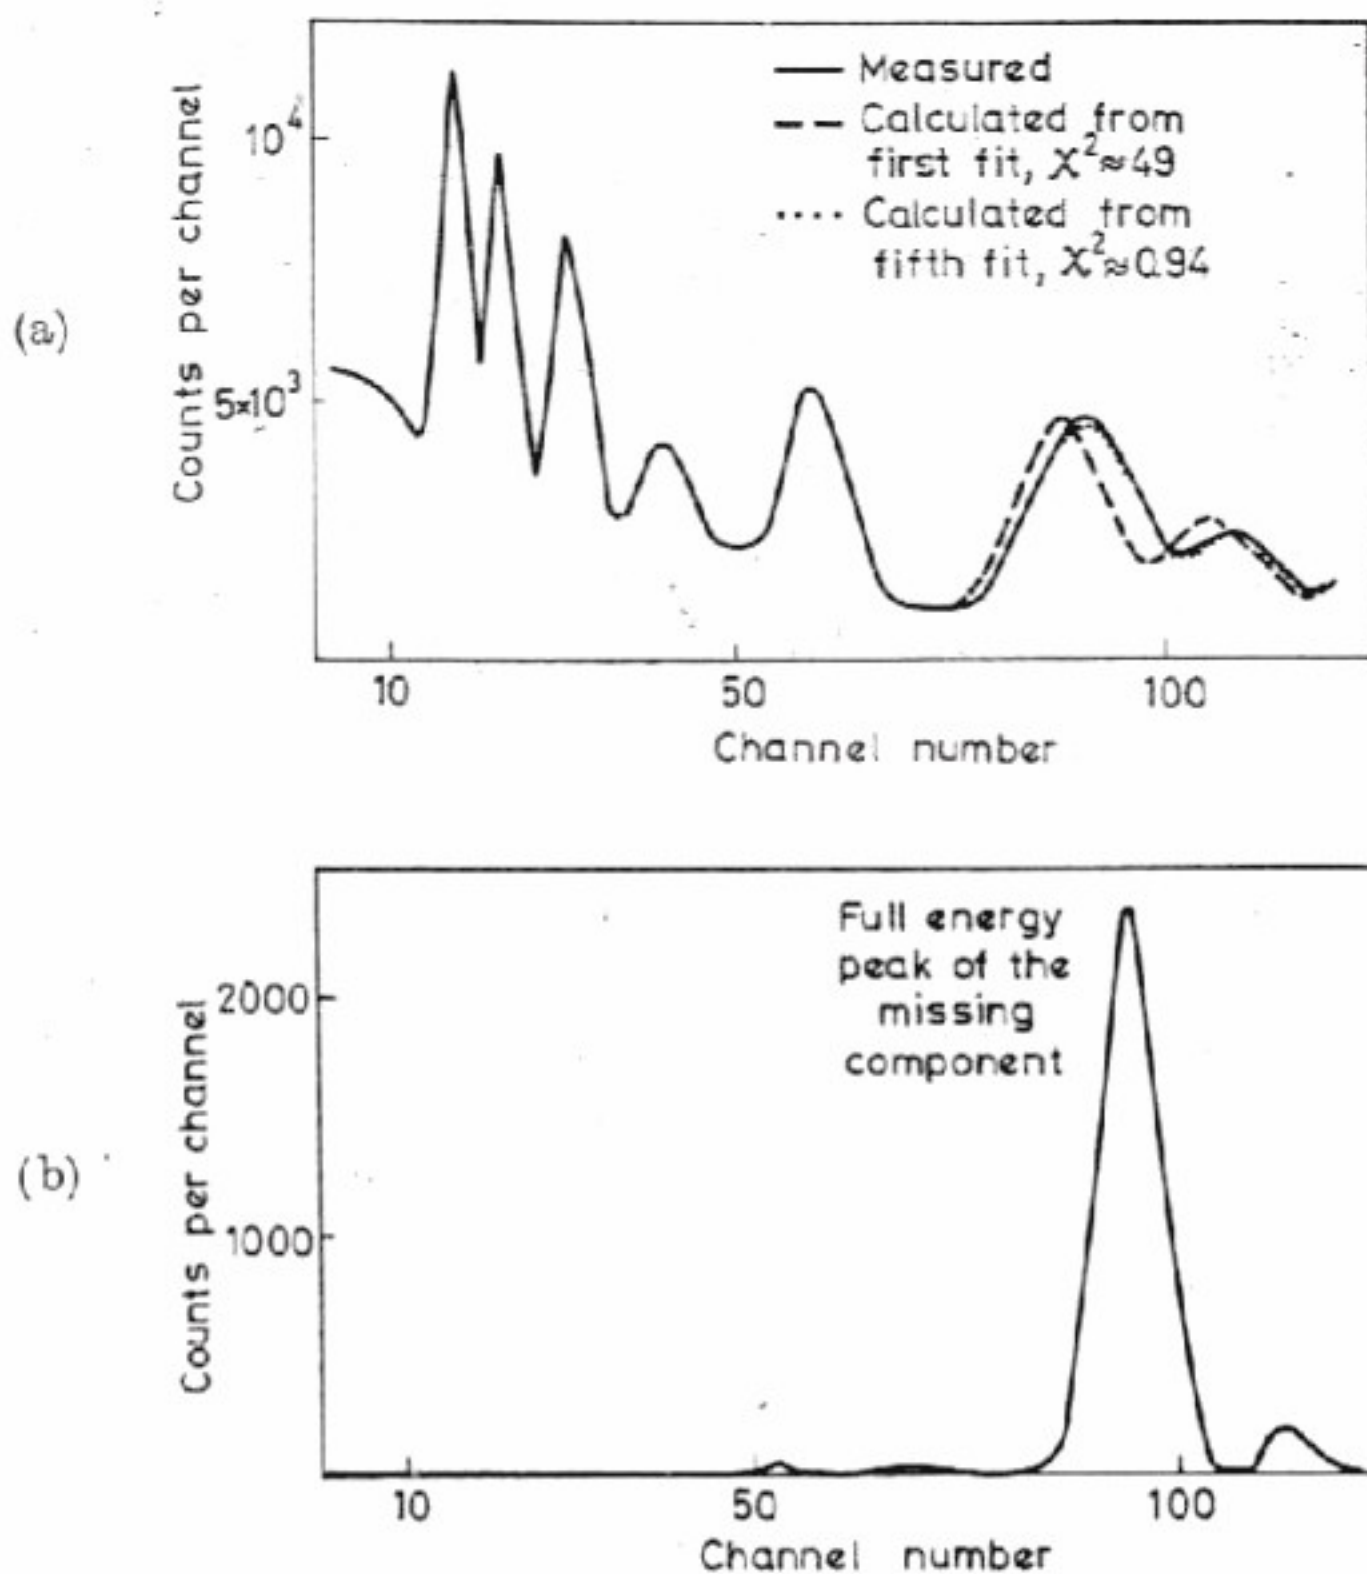 (a)
Counts per channel
10⁴
5×10³
Measured
Calculated from
first fit, χ²≈49
Calculated from
fifth fit, χ²≈0.94
10
50
100
Channel number
(b)
Counts per channel
2000
1000
Full energy
peak of the
missing
component
10
50
100
Channel number